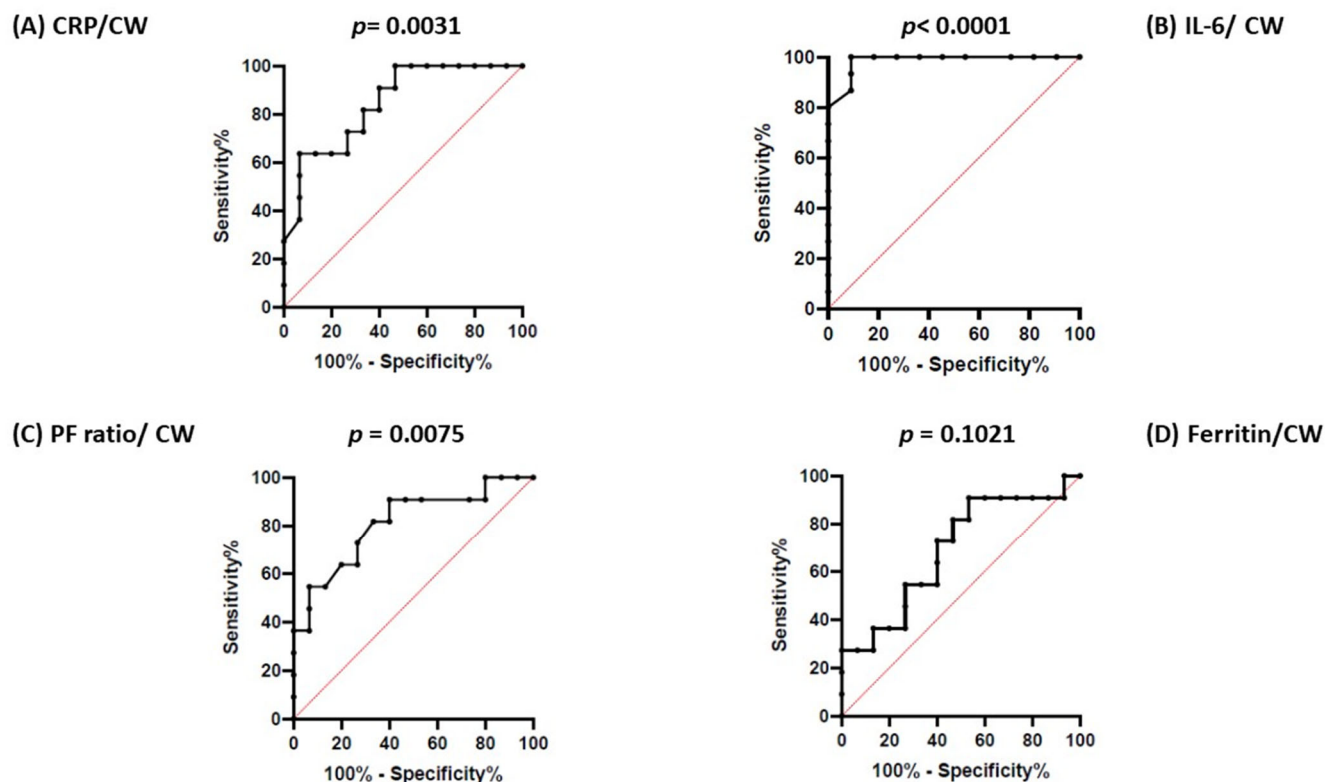 (A) CRP/CW
p= 0.0031
100
80
60
40
20
0
Sensitivity%
0 20 40 60 80 100
100% - Specificity%
p< 0.0001
(B) IL-6/ CW
100
80
60
40
20
0
Sensitivity%
0 20 40 60 80 100
100% - Specificity%
(C) PF ratio/ CW
p = 0.0075
100
80
60
40
20
0
Sensitivity%
0 20 40 60 80 100
100% - Specificity%
p = 0.1021
(D) Ferritin/CW
100
80
60
40
20
0
Sensitivity%
0 20 40 60 80 100
100% - Specificity%